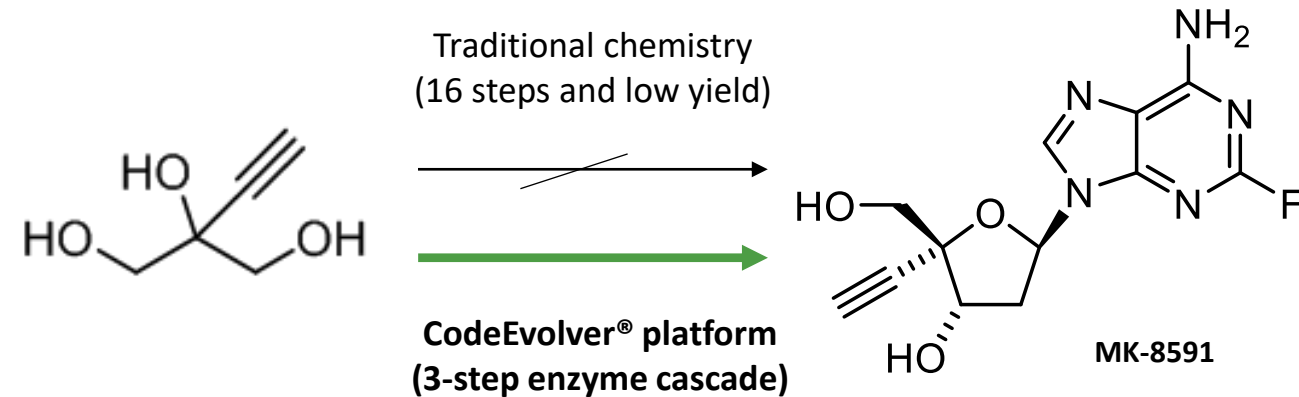 Traditional chemistry
(16 steps and low yield)
CodeEvolver® platform
(3-step enzyme cascade)
HO
HO
OH
NH2
N
N
N
N
F
O
HO
HO
MK-8591